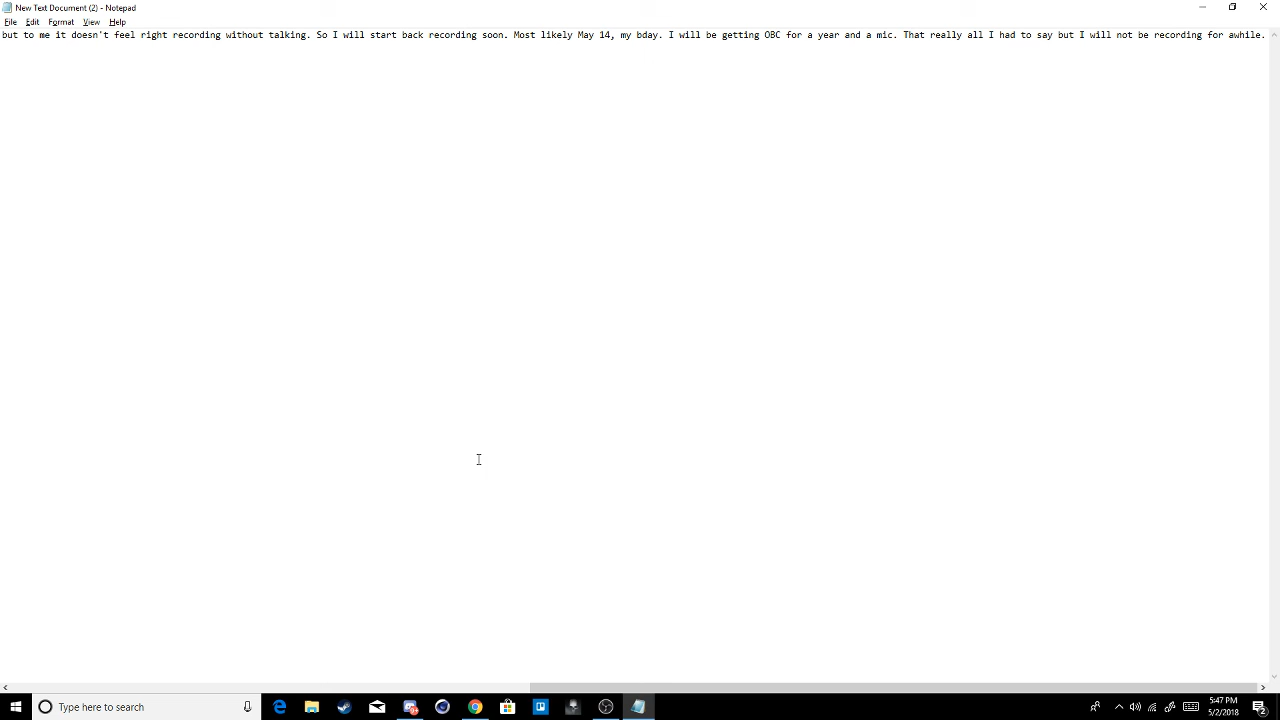 New Text Document (2) - Notepad
File Edit Format View Help
but to me it doesn't feel right recording without talking. So I will start back recording soon. Most likely May 14, my bday. I will be getting OBC for a year and a mic. That really all I had to say but I will not be recording for awhile.
Type here to search
5:47 PM
5/2/2018
2